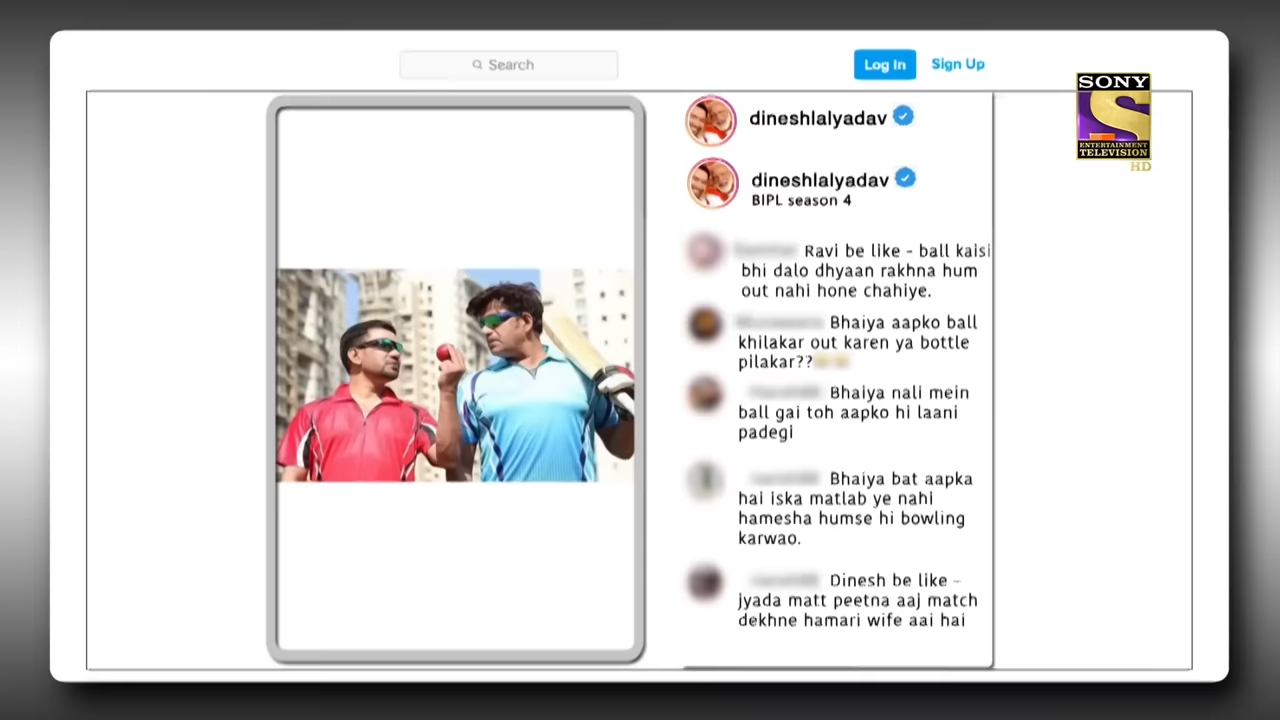 Search
Log In
Sign Up
SONY
ENTERTAINMENT
TELEVISION
HD
dineshlalyadav
dineshlalyadav
BIPL season 4
Ravi be like - ball kaisi
bhi dalo dhyaan rakhna hum
out nahi hone chahiye.
Bhaiya aapko ball
khilakar out karen ya bottle
pilakar??
Bhaiya nali mein
ball gai toh aapko hi laani
padegi
Bhaiya bat aapka
hai iska matlab ye nahi
hamesha humse hi bowling
karwao.
Dinesh be like -
jyada matt peetna aaj match
dekhne hamari wife aai hai